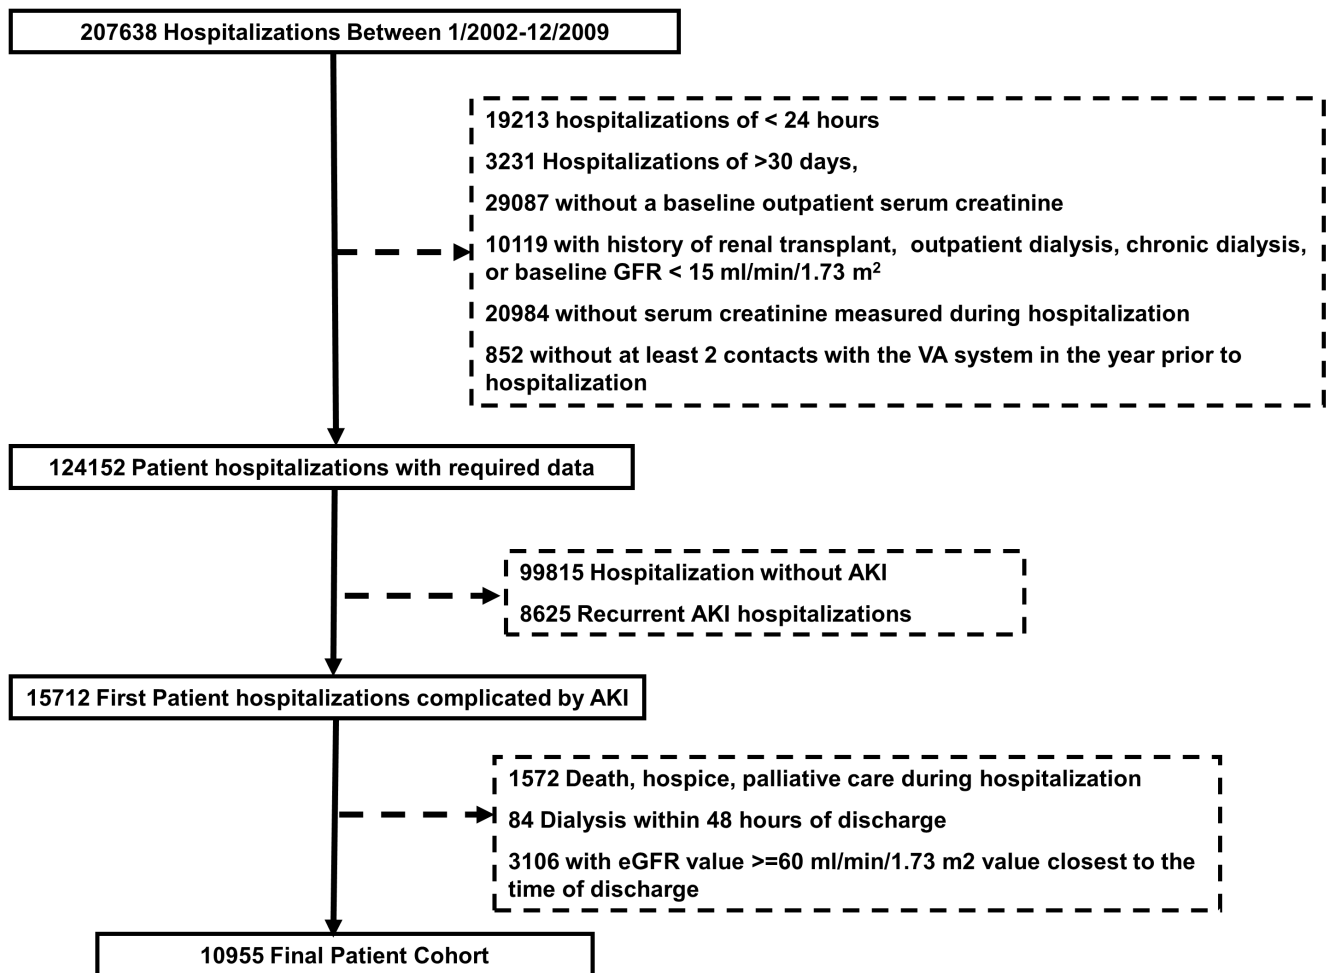 207638 Hospitalizations Between 1/2002-12/2009
19213 hospitalizations of < 24 hours
3231 Hospitalizations of >30 days,
29087 without a baseline outpatient serum creatinine
10119 with history of renal transplant,  outpatient dialysis, chronic dialysis,
or baseline GFR < 15 ml/min/1.73 m²
20984 without serum creatinine measured during hospitalization
852 without at least 2 contacts with the VA system in the year prior to
hospitalization
124152 Patient hospitalizations with required data
99815 Hospitalization without AKI
8625 Recurrent AKI hospitalizations
15712 First Patient hospitalizations complicated by AKI
1572 Death, hospice, palliative care during hospitalization
84 Dialysis within 48 hours of discharge
3106 with eGFR value >=60 ml/min/1.73 m2 value closest to the
time of discharge
10955 Final Patient Cohort